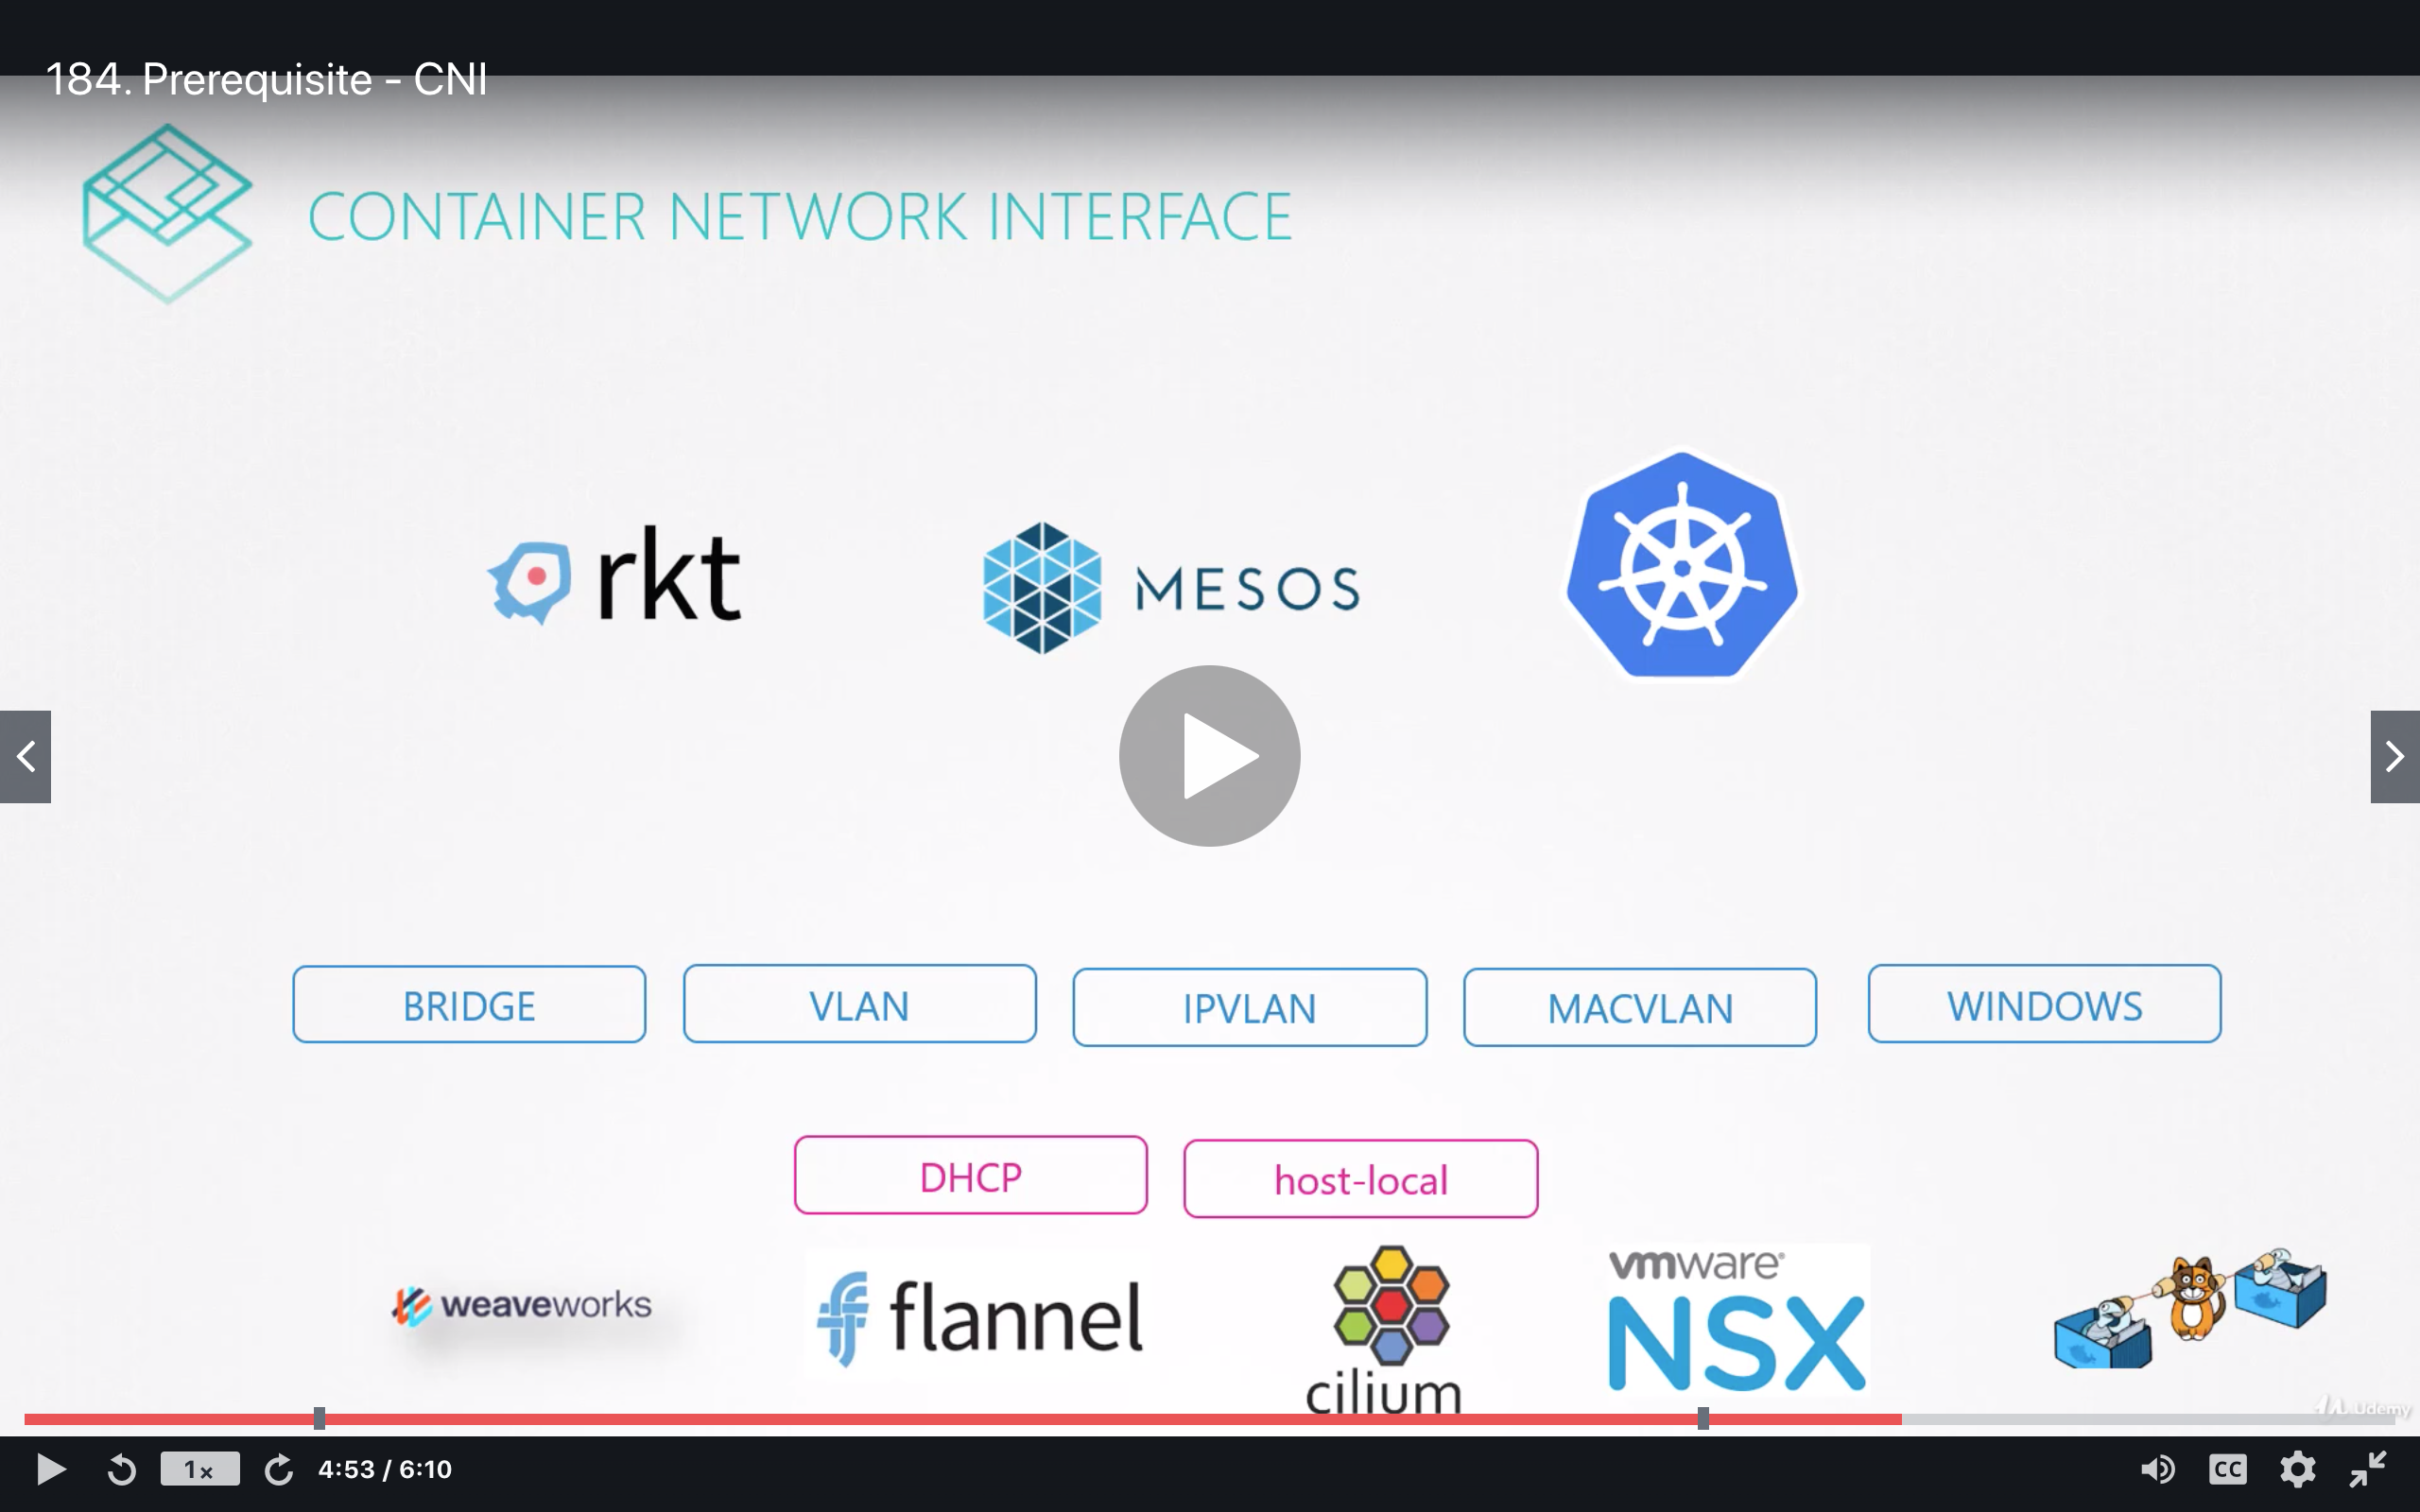 184. Prerequisite - CNI
CONTAINER NETWORK INTERFACE
rkt
MESOS
BRIDGE
VLAN
IPVLAN
MACVLAN
WINDOWS
DHCP
host-local
weaveworks
flannel
cilium
vmware®
NSX
Udemy
1x
4:53 / 6:10
CC